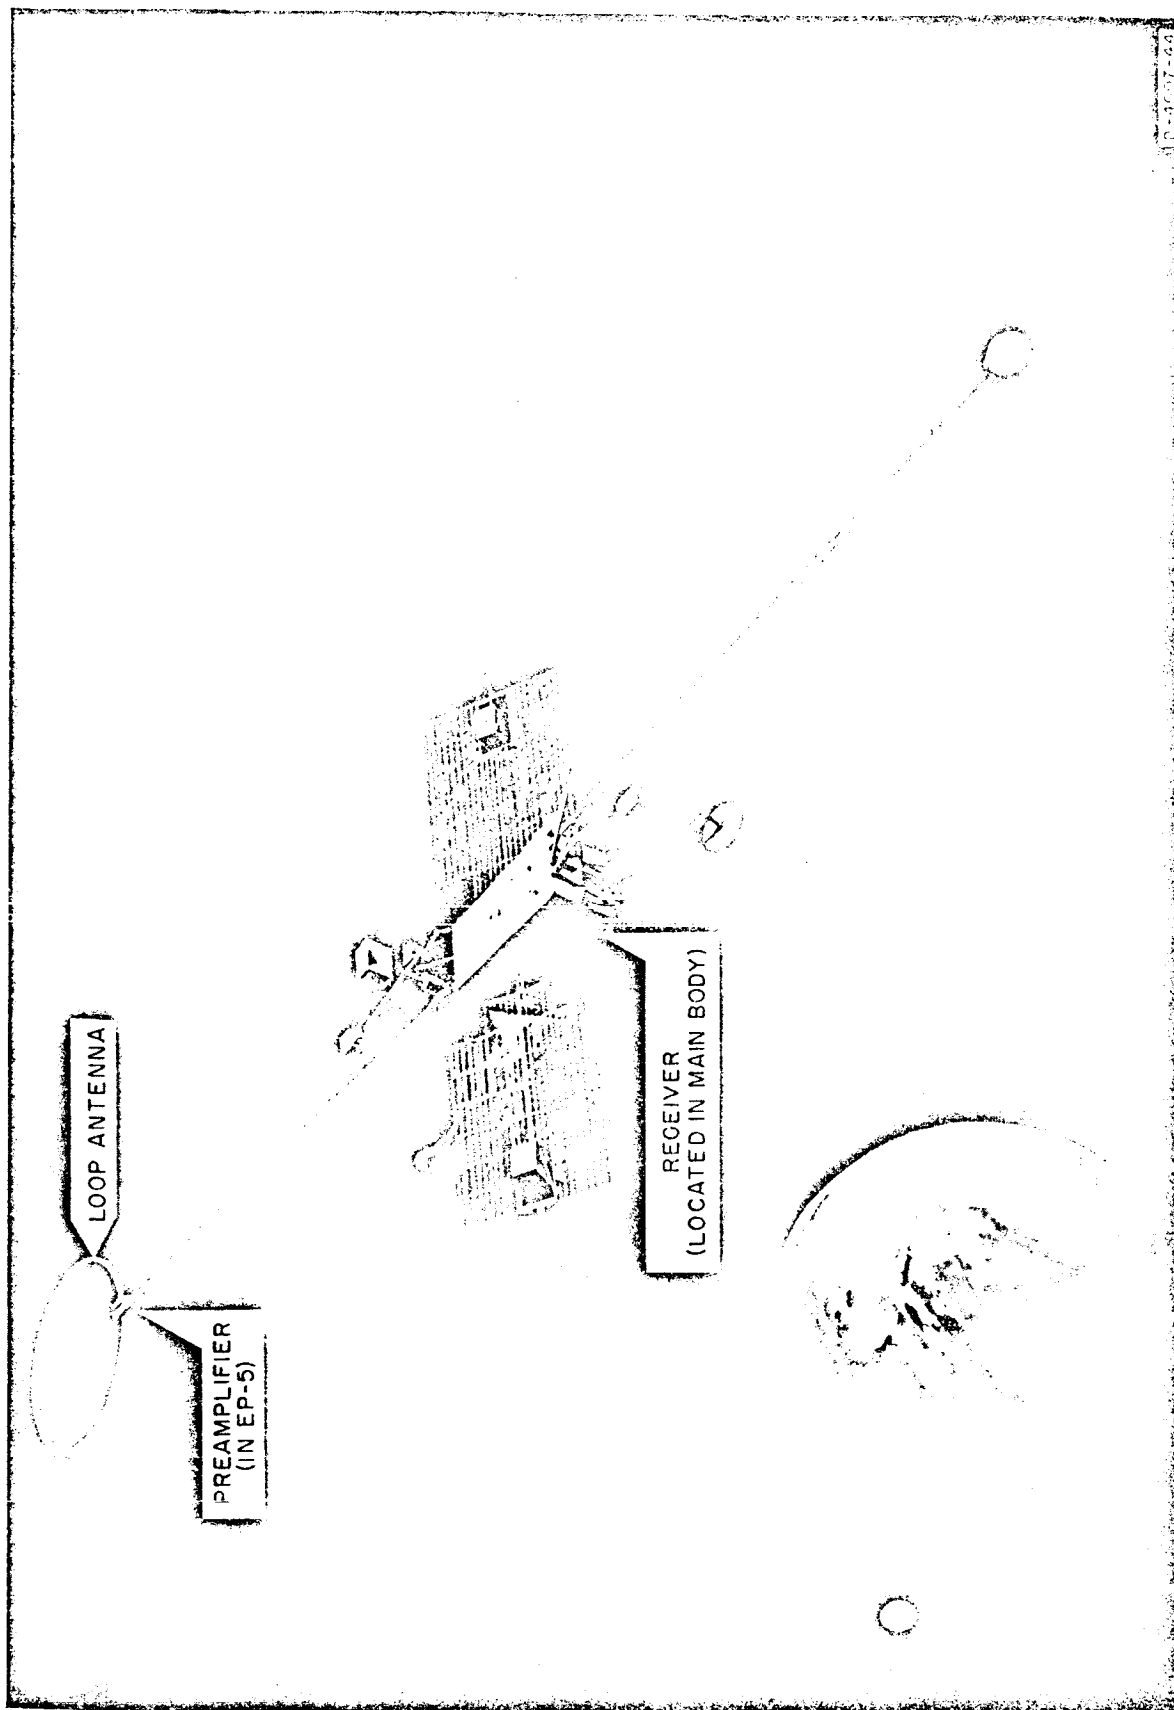 LOOP ANTENNA
PREAMPLIFIER
(IN EP-5)
RECEIVER
(LOCATED IN MAIN BODY)